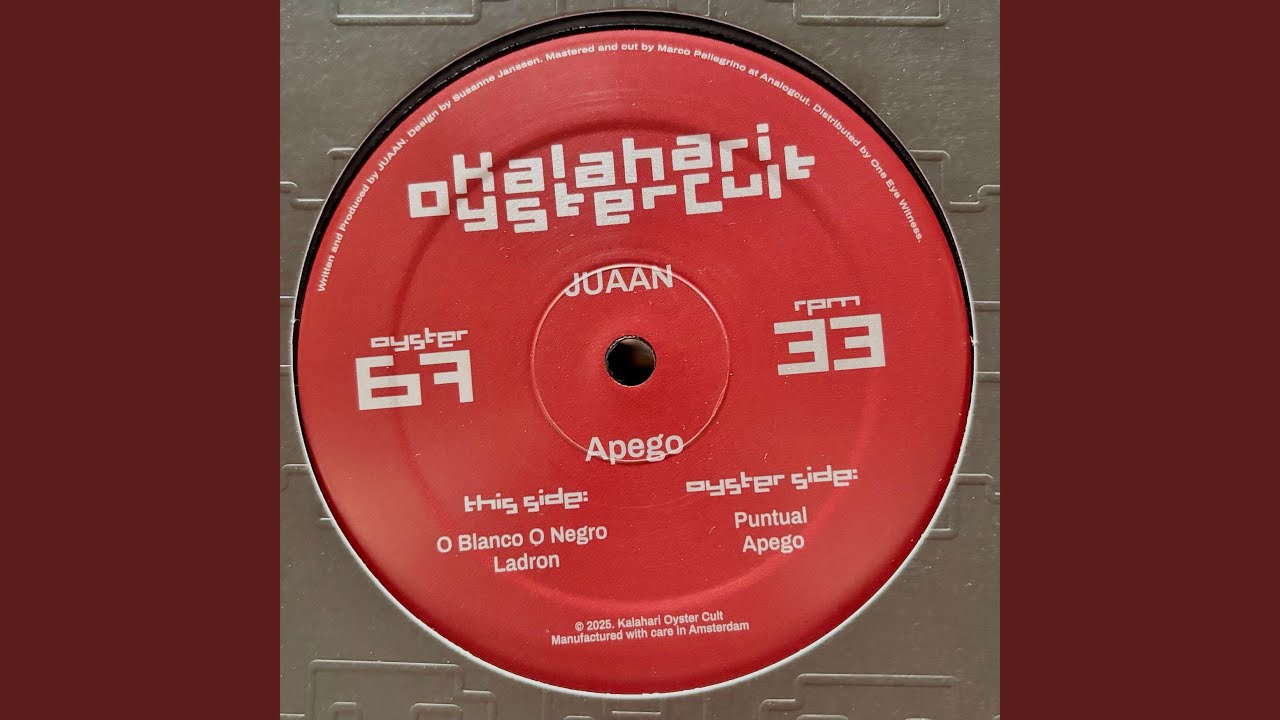 Written and Produced by JUAAN. Design by Susanne Janssen. Mastered and cut by Marco Pellegrino at Analogcut. Distributed by One Eye Witness.
Kalahari
OysterCult
JUAAN
oyster
67
rpm
33
Apego
this side:
O Blanco O Negro
Ladron
oyster side:
Puntual
Apego
© 2025. Kalahari Oyster Cult
Manufactured with care in Amsterdam